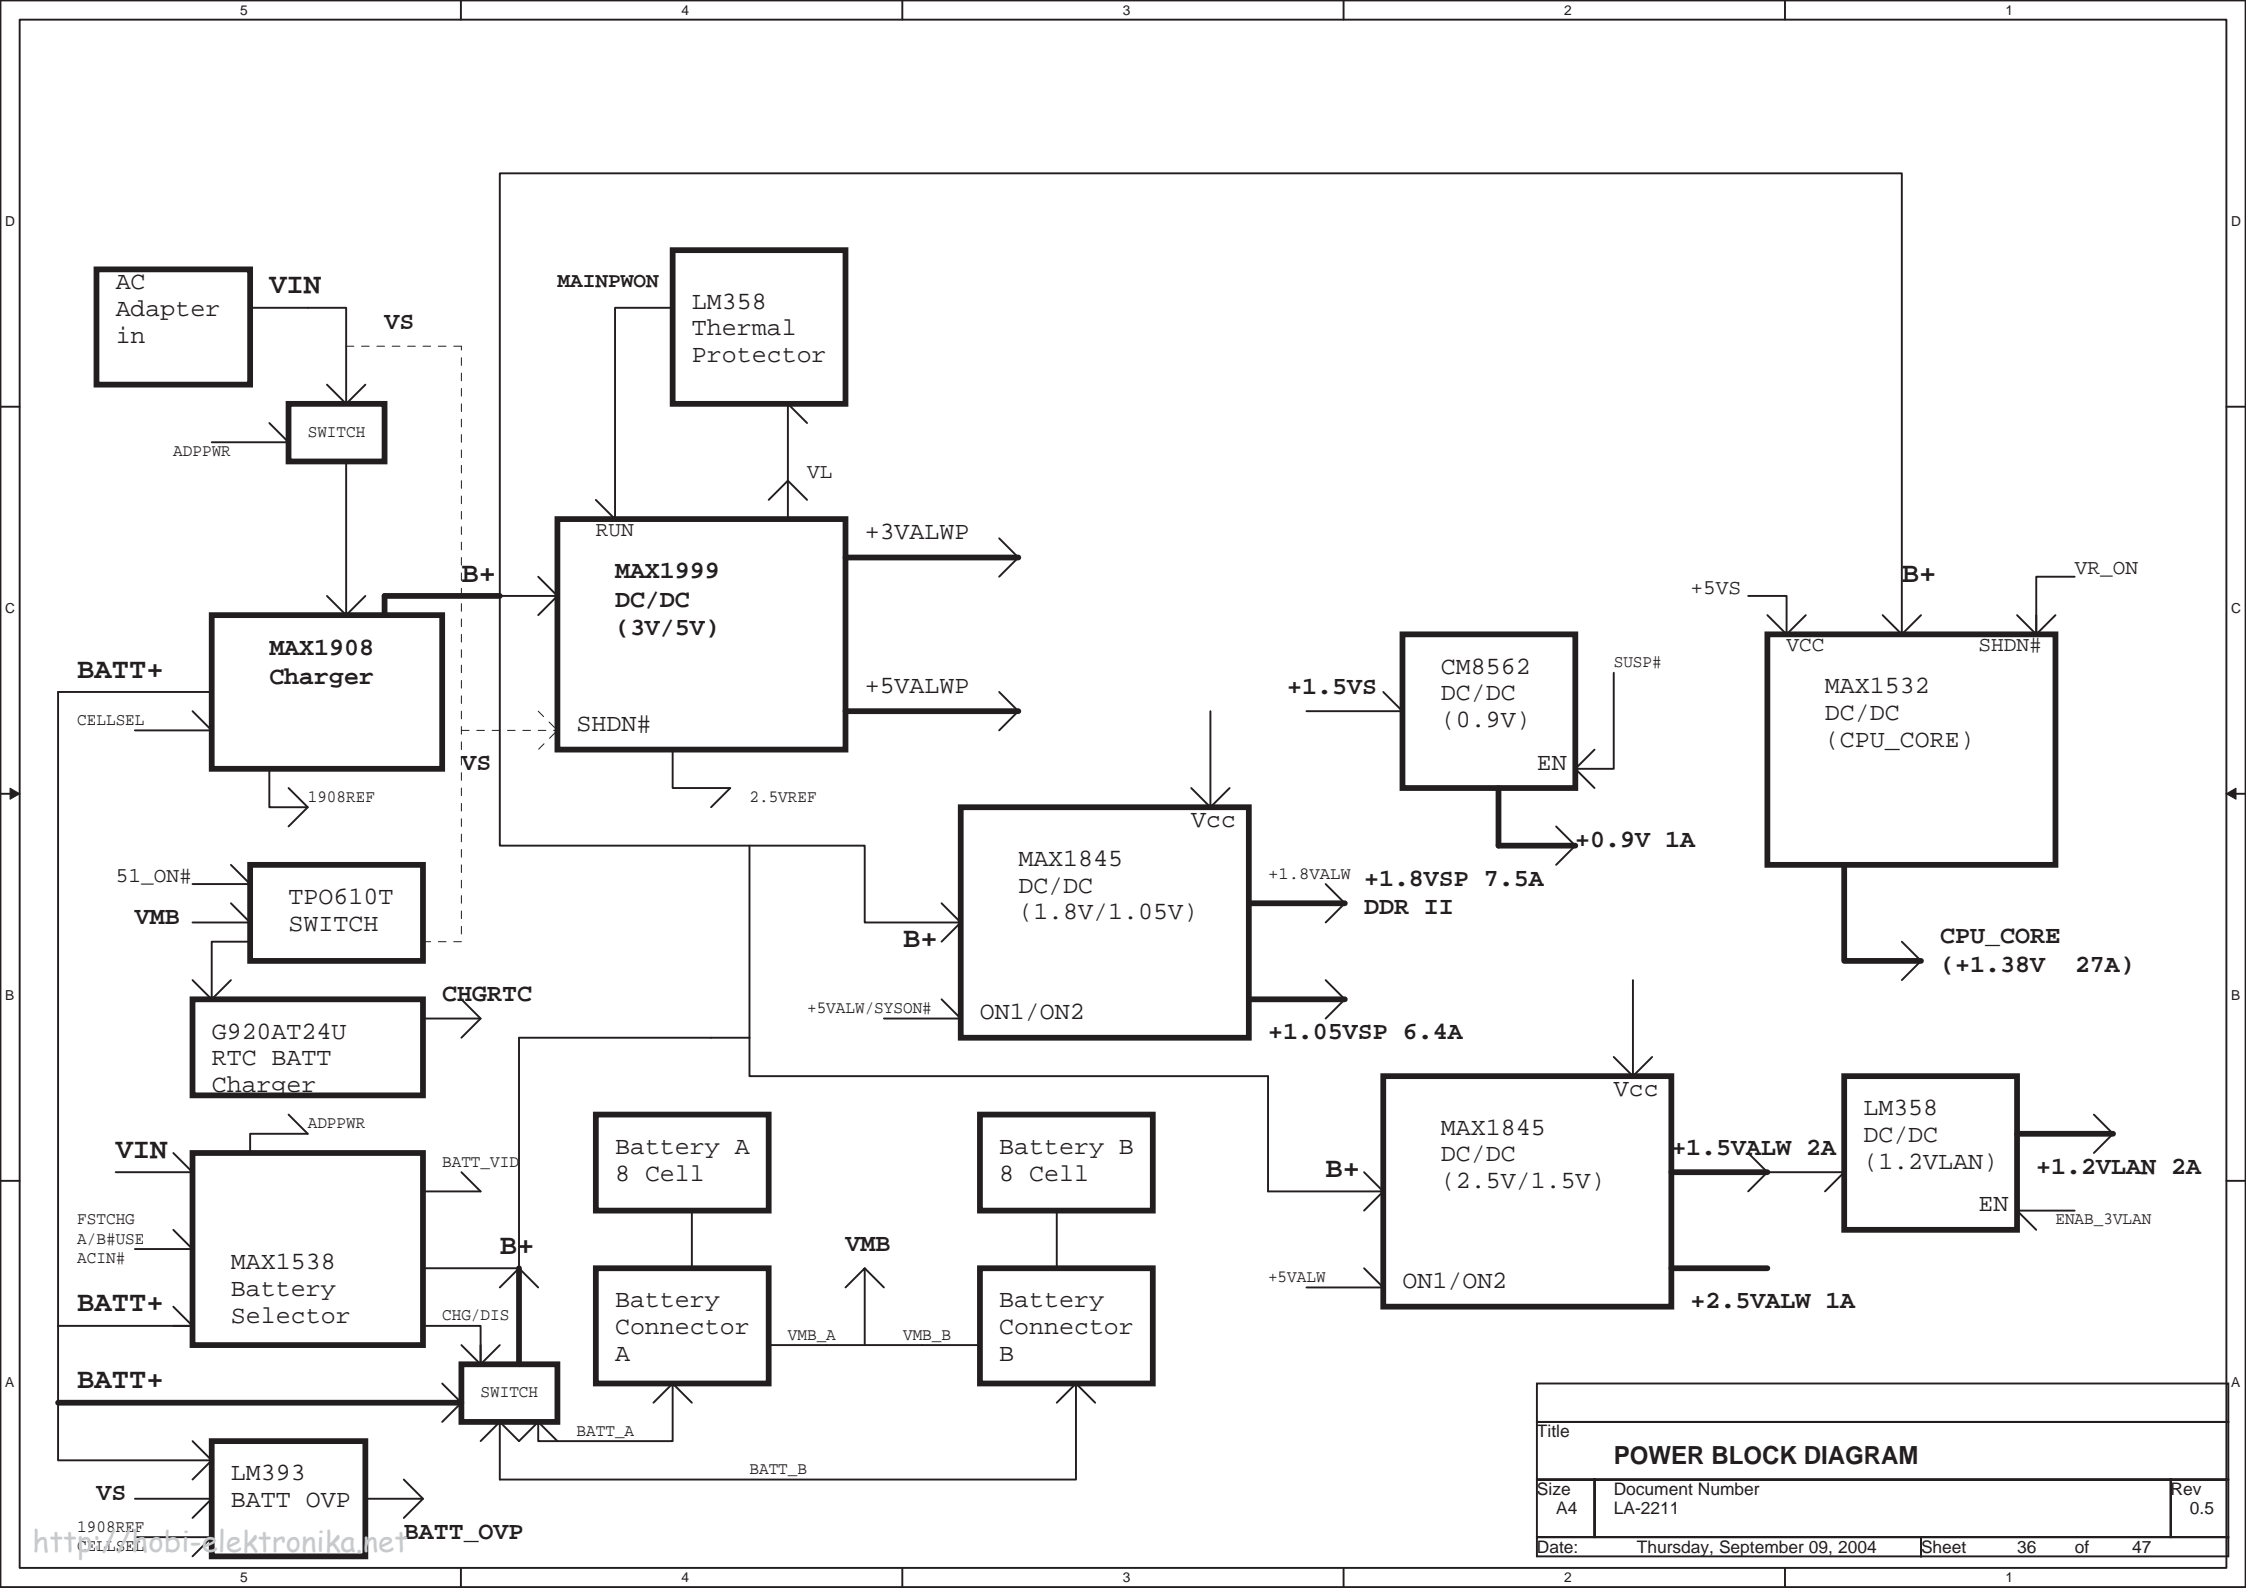 5 4 3 2 1
D D
AC
Adapter
in
VIN
VS
SWITCH
ADPPWR
MAINPWON
LM358
Thermal
Protector
VL
RUN
MAX1999
DC/DC
(3V/5V)
SHDN#
+3VALWP
+5VALWP
2.5VREF
B+
VS
C C
MAX1908
Charger
BATT+
CELLSEL
1908REF
+1.5VS
CM8562
DC/DC
(0.9V)
EN
SUSP#
+0.9V 1A
+5VS
B+
VR_ON
VCC
SHDN#
MAX1532
DC/DC
(CPU_CORE)
CPU_CORE
(+1.38V 27A)
51_ON#
VMB
TPO610T
SWITCH
Vcc
MAX1845
DC/DC
(1.8V/1.05V)
B+
+5VALW/SYSON#
ON1/ON2
+1.8VALW
+1.8VSP 7.5A
DDR II
+1.05VSP 6.4A
B B
CHGRTC
G920AT24U
RTC BATT
Charger
ADPPWR
VIN
BATT_VID
FSTCHG
A/B#USE
ACIN#
MAX1538
Battery
Selector
B+
BATT+
CHG/DIS
Battery A
8 Cell
Battery B
8 Cell
Battery
Connector
A
VMB
VMB_A
VMB_B
Battery
Connector
B
Vcc
MAX1845
DC/DC
(2.5V/1.5V)
B+
+5VALW
ON1/ON2
+1.5VALW 2A
+2.5VALW 1A
LM358
DC/DC
(1.2VLAN)
EN
+1.2VLAN 2A
ENAB_3VLAN
A A
BATT+
SWITCH
BATT_A
BATT_B
LM393
BATT OVP
VS
1908REF
CELLSEL
BATT_OVP
http://hobi-elektronika.net
Title
POWER BLOCK DIAGRAM
Size
A4
Document Number
LA-2211
Rev
0.5
Date: Thursday, September 09, 2004 Sheet 36 of 47
5 4 3 2 1